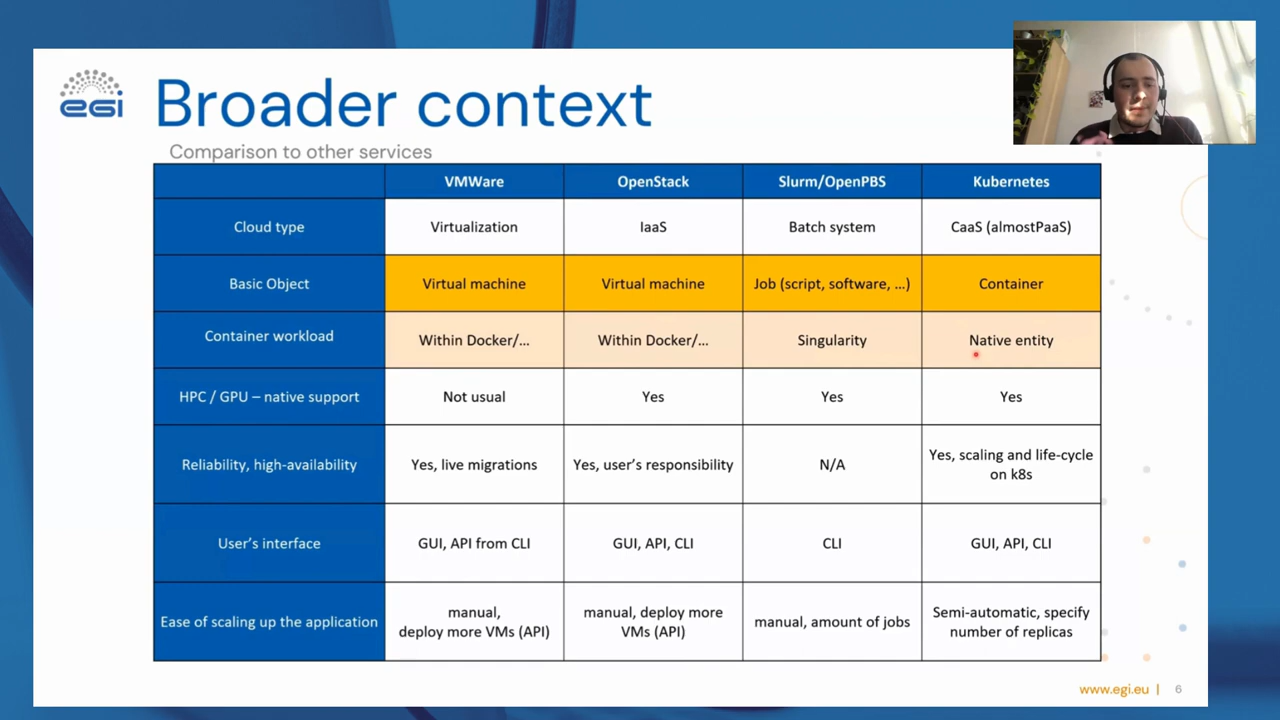 egi
Broader context
Comparison to other services
VMWare OpenStack Slurm/OpenPBS Kubernetes
Cloud type Virtualization IaaS Batch system CaaS (almostPaaS)
Basic Object Virtual machine Virtual machine Job (script, software, ...) Container
Container workload Within Docker/... Within Docker/... Singularity Native entity
HPC / GPU – native support Not usual Yes Yes Yes
Reliability, high-availability Yes, live migrations Yes, user's responsibility N/A Yes, scaling and life-cycle
on k8s
User's interface GUI, API from CLI GUI, API, CLI CLI GUI, API, CLI
Ease of scaling up the application manual,
deploy more VMs (API) manual, deploy more
VMs (API) manual, amount of jobs Semi-automatic, specify
number of replicas
www.egi.eu | 6